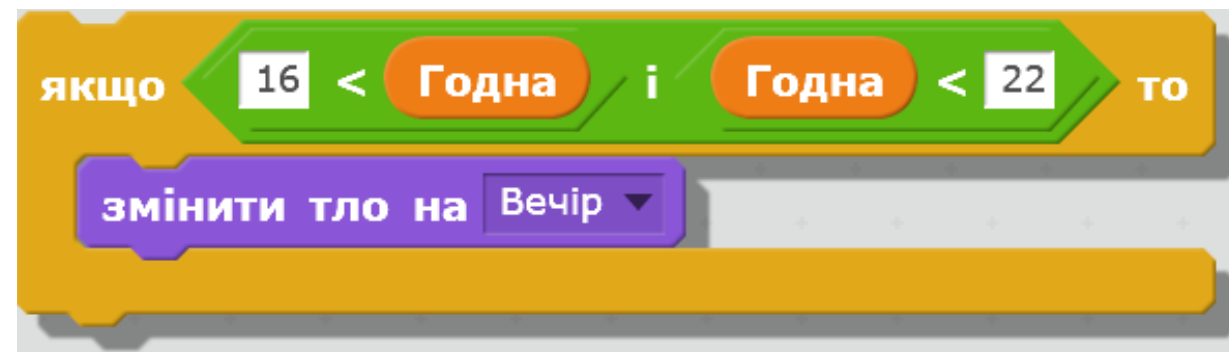 якщо 16 < Годна і Годна < 22 то
змінити тло на Вечір